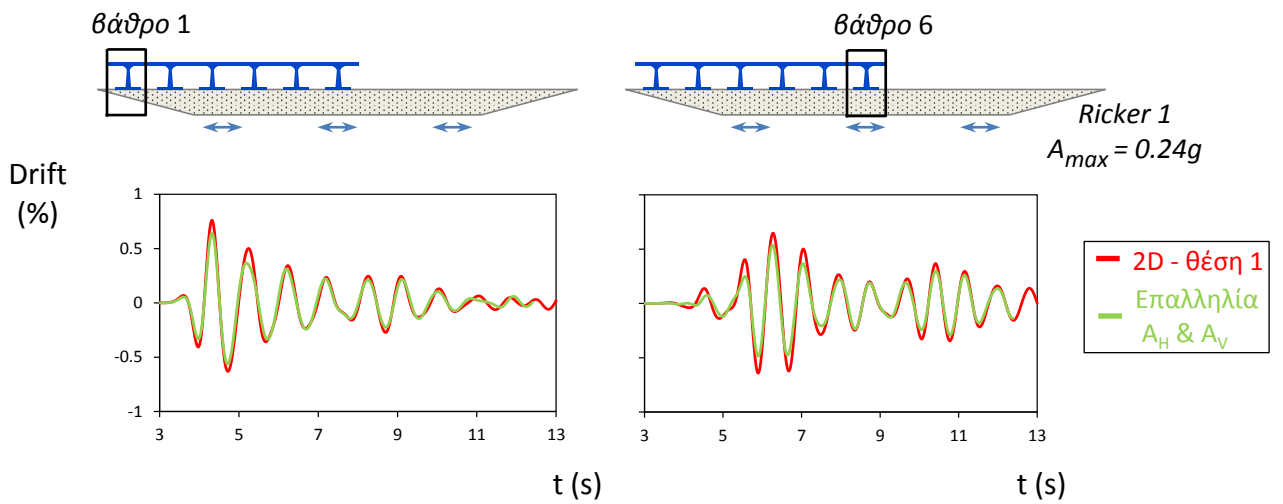 βάθρο 1
βάθρο 6
Ricker 1
Amax = 0.24g
Drift
(%)
1
0.5
0
-0.5
-1
3 5 7 9 11 13
3 5 7 9 11 13
t (s)
t (s)
2D - θέση 1
Επαλληλία
AH & AV